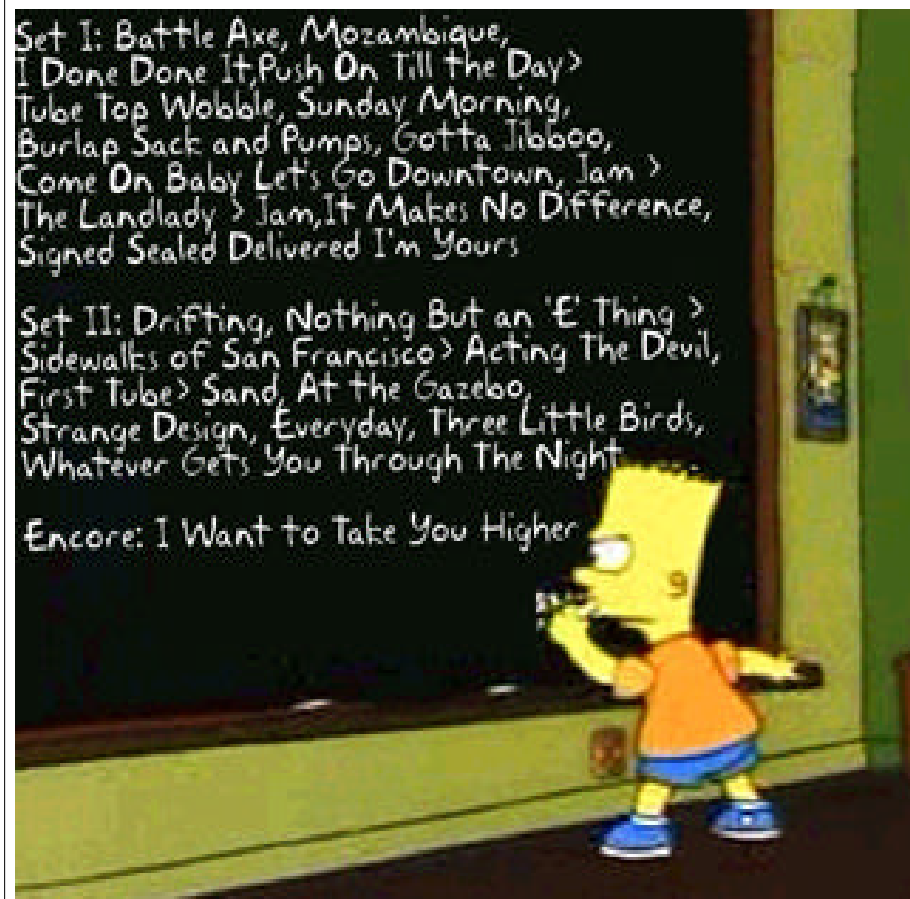 Set I: Battle Axe, Mozambique,
I Done Done It,Push On Till the Day>
Tube Top Wobble, Sunday Morning,
Burlap Sack and Pumps, Gotta Jibboo,
Come On Baby Let's Go Downtown, Jam >
The Landlady > Jam,It Makes No Difference,
Signed Sealed Delivered I'm Yours
Set II: Drifting, Nothing But an 'E' Thing >
Sidewalks of San Francisco> Acting The Devil,
First Tube> Sand, At the Gazebo,
Strange Design, Everyday, Three Little Birds,
Whatever Gets You Through The Night
Encore: I Want to Take You Higher